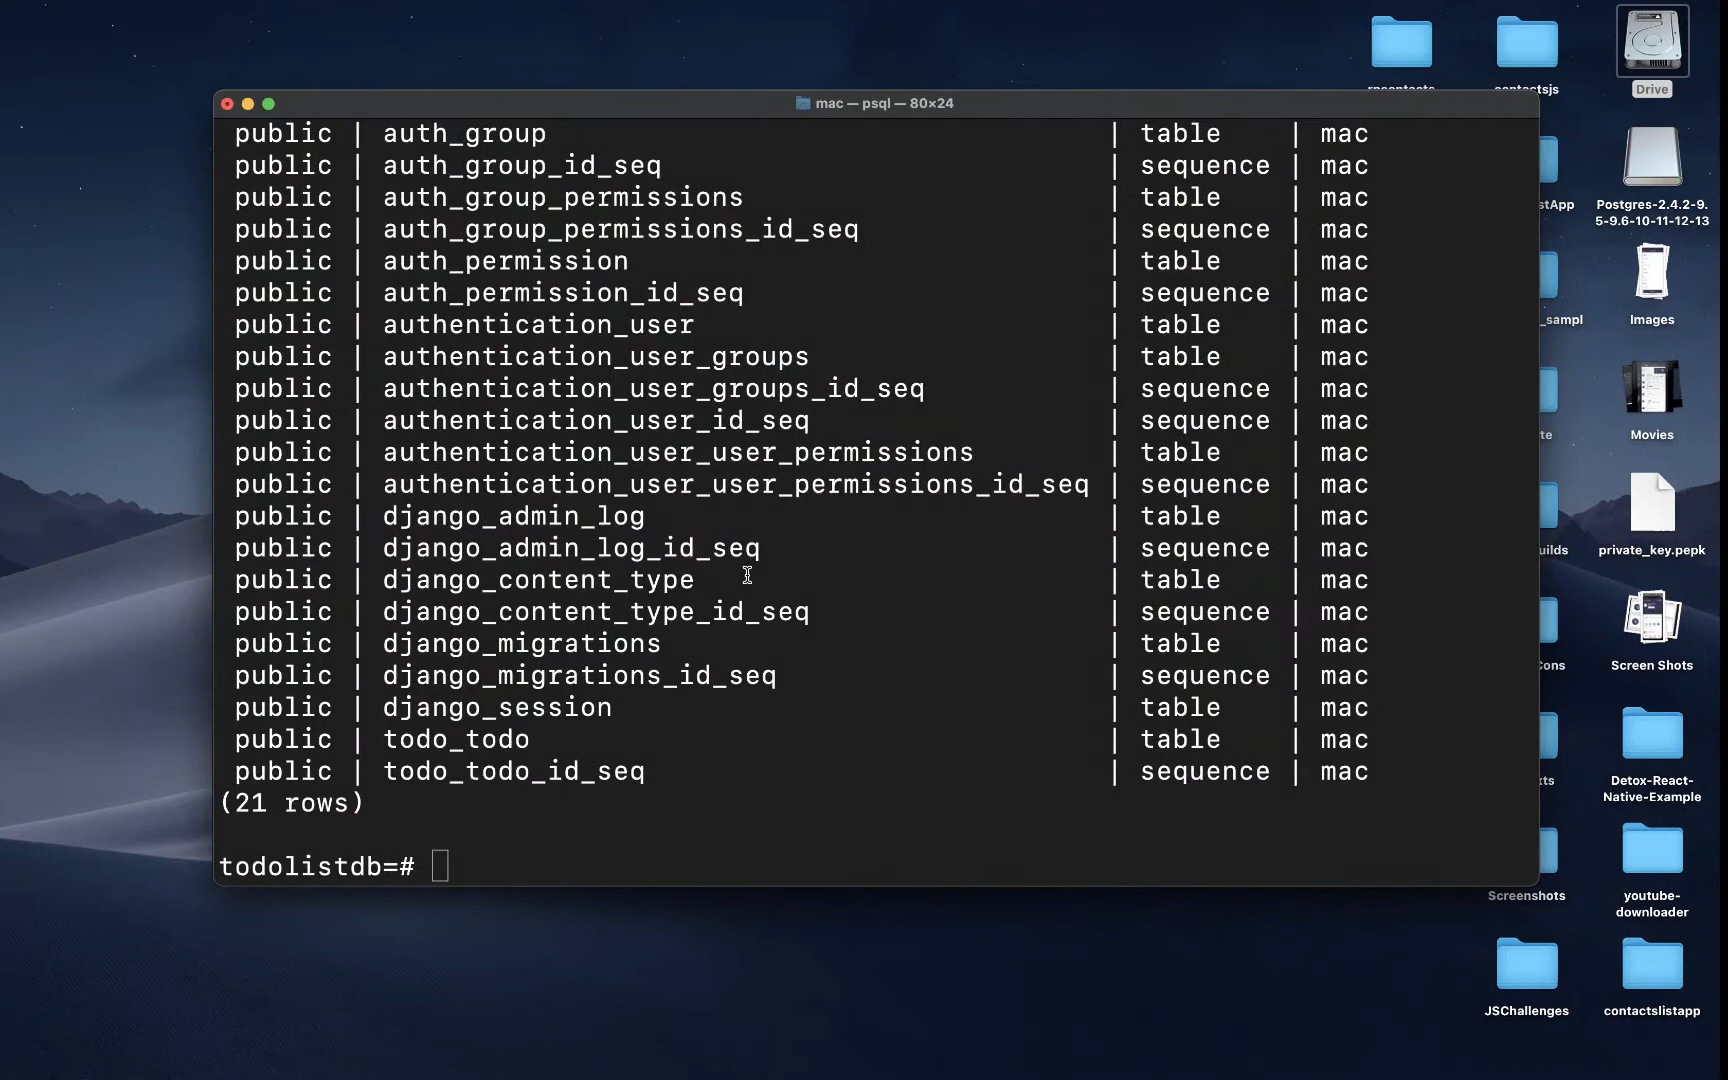 mac — psql — 80×24
public | auth_group | table | mac
public | auth_group_id_seq | sequence | mac
public | auth_group_permissions | table | mac
public | auth_group_permissions_id_seq | sequence | mac
public | auth_permission | table | mac
public | auth_permission_id_seq | sequence | mac
public | authentication_user | table | mac
public | authentication_user_groups | table | mac
public | authentication_user_groups_id_seq | sequence | mac
public | authentication_user_id_seq | sequence | mac
public | authentication_user_user_permissions | table | mac
public | authentication_user_user_permissions_id_seq | sequence | mac
public | django_admin_log | table | mac
public | django_admin_log_id_seq | sequence | mac
public | django_content_type | table | mac
public | django_content_type_id_seq | sequence | mac
public | django_migrations | table | mac
public | django_migrations_id_seq | sequence | mac
public | django_session | table | mac
public | todo_todo | table | mac
public | todo_todo_id_seq | sequence | mac
(21 rows)
todolistdb=#
contactsjs
Drive
stApp
Postgres-2.4.2-9.
5-9.6-10-11-12-13
_sampl
Images
te
Movies
uilds
private_key.pepk
Cons
Screen Shots
xts
Detox-React-
Native-Example
Screenshots
youtube-
downloader
JSChallenges
contactslistapp